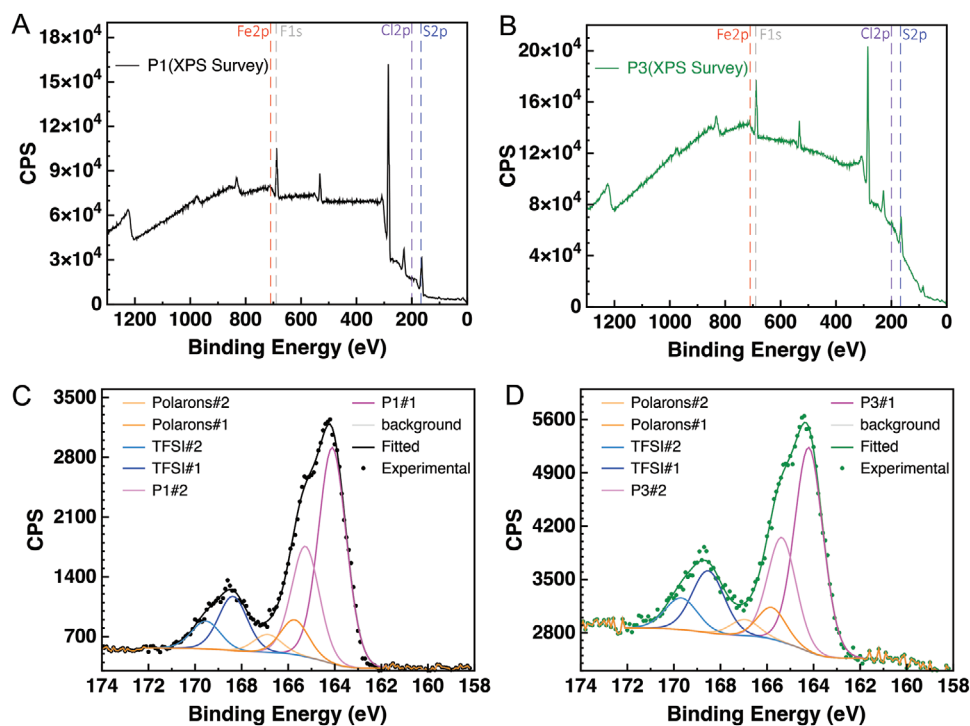 A
Fe2p F1s Cl2p S2p
18×10⁴
15×10⁴
12×10⁴
9×10⁴
6×10⁴
3×10⁴
0
CPS
P1(XPS Survey)
1200 1000 800 600 400 200 0
Binding Energy (eV)
B
Fe2p F1s Cl2p S2p
20×10⁴
16×10⁴
12×10⁴
8×10⁴
4×10⁴
0
CPS
P3(XPS Survey)
1200 1000 800 600 400 200 0
Binding Energy (eV)
C
3500
2800
2100
1400
700
CPS
Polarons#2
Polarons#1
TFSI#2
TFSI#1
P1#2
P1#1
background
Fitted
Experimental
174 172 170 168 166 164 162 160 158
Binding Energy (eV)
D
5600
4900
4200
3500
2800
CPS
Polarons#2
Polarons#1
TFSI#2
TFSI#1
P3#2
P3#1
background
Fitted
Experimental
174 172 170 168 166 164 162 160 158
Binding Energy (eV)